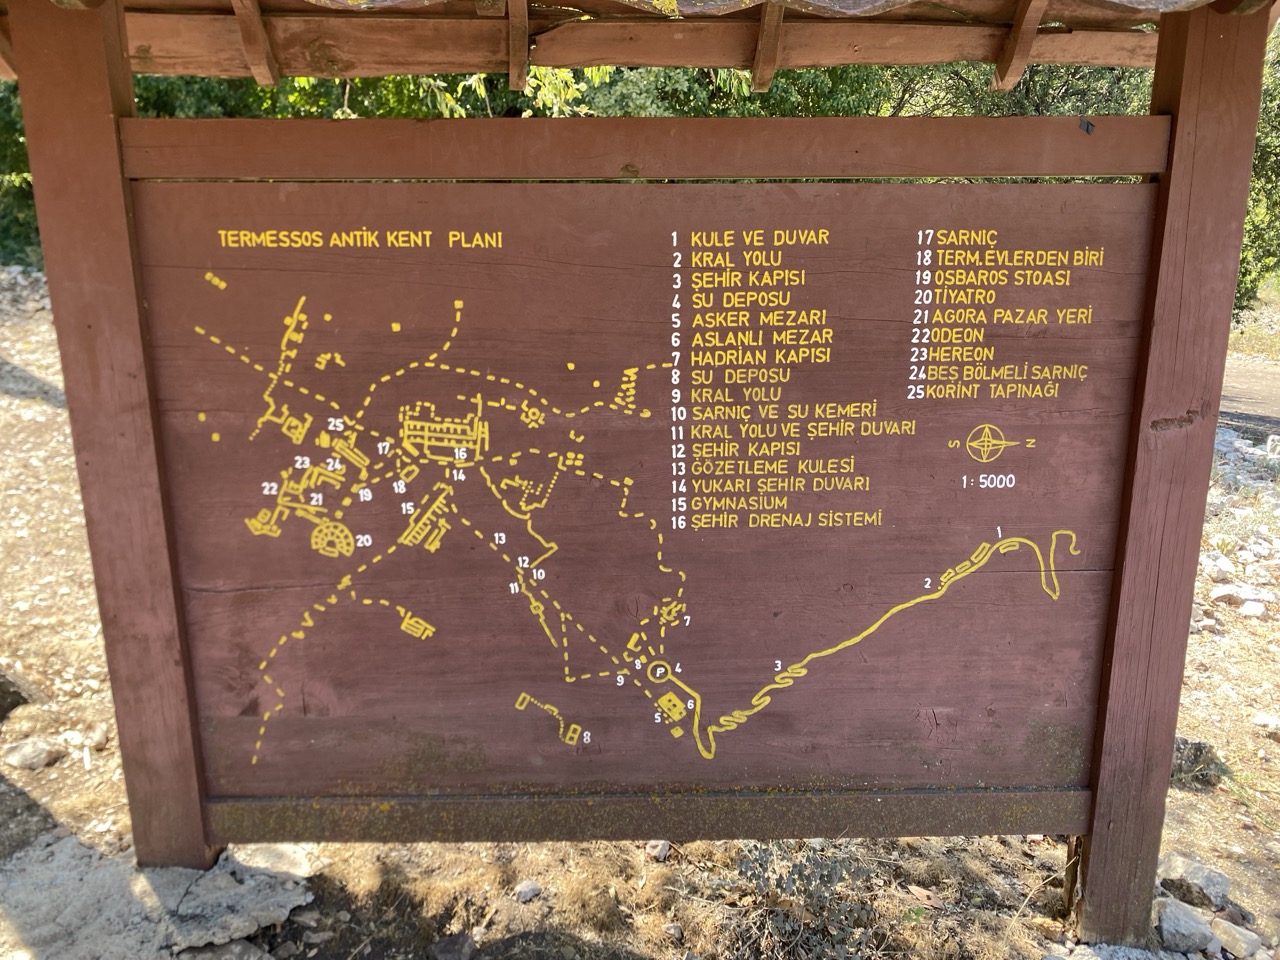 TERMESSOS ANTİK KENT PLANI
1 KULE VE DUVAR
2 KRAL YOLU
3 ŞEHİR KAPISI
4 SU DEPOSU
5 ASKER MEZARI
6 ASLANLI MEZAR
7 HADRİAN KAPISI
8 SU DEPOSU
9 KRAL YOLU
10 SARNIÇ VE SU KEMERİ
11 KRAL YOLU VE ŞEHİR DUVARI
12 ŞEHİR KAPISI
13 GÖZETLEME KULESİ
14 YUKARI ŞEHİR DUVARI
15 GYMNASİUM
16 ŞEHİR DRENAJ SİSTEMİ
17 SARNIÇ
18 TERM.EVLERDEN BİRİ
19 OSBAROS STOASI
20 TİYATRO
21 AGORA PAZAR YERİ
22 ODEON
23 HEREON
24 BEŞ BÖLMELİ SARNIÇ
25 KORİNT TAPINAĞI
S N
1:5000
25
17
16
23
24
14
22
18
19
21
15
20
13
12
10
11
1
2
7
8
P
4
3
9
6
5
8